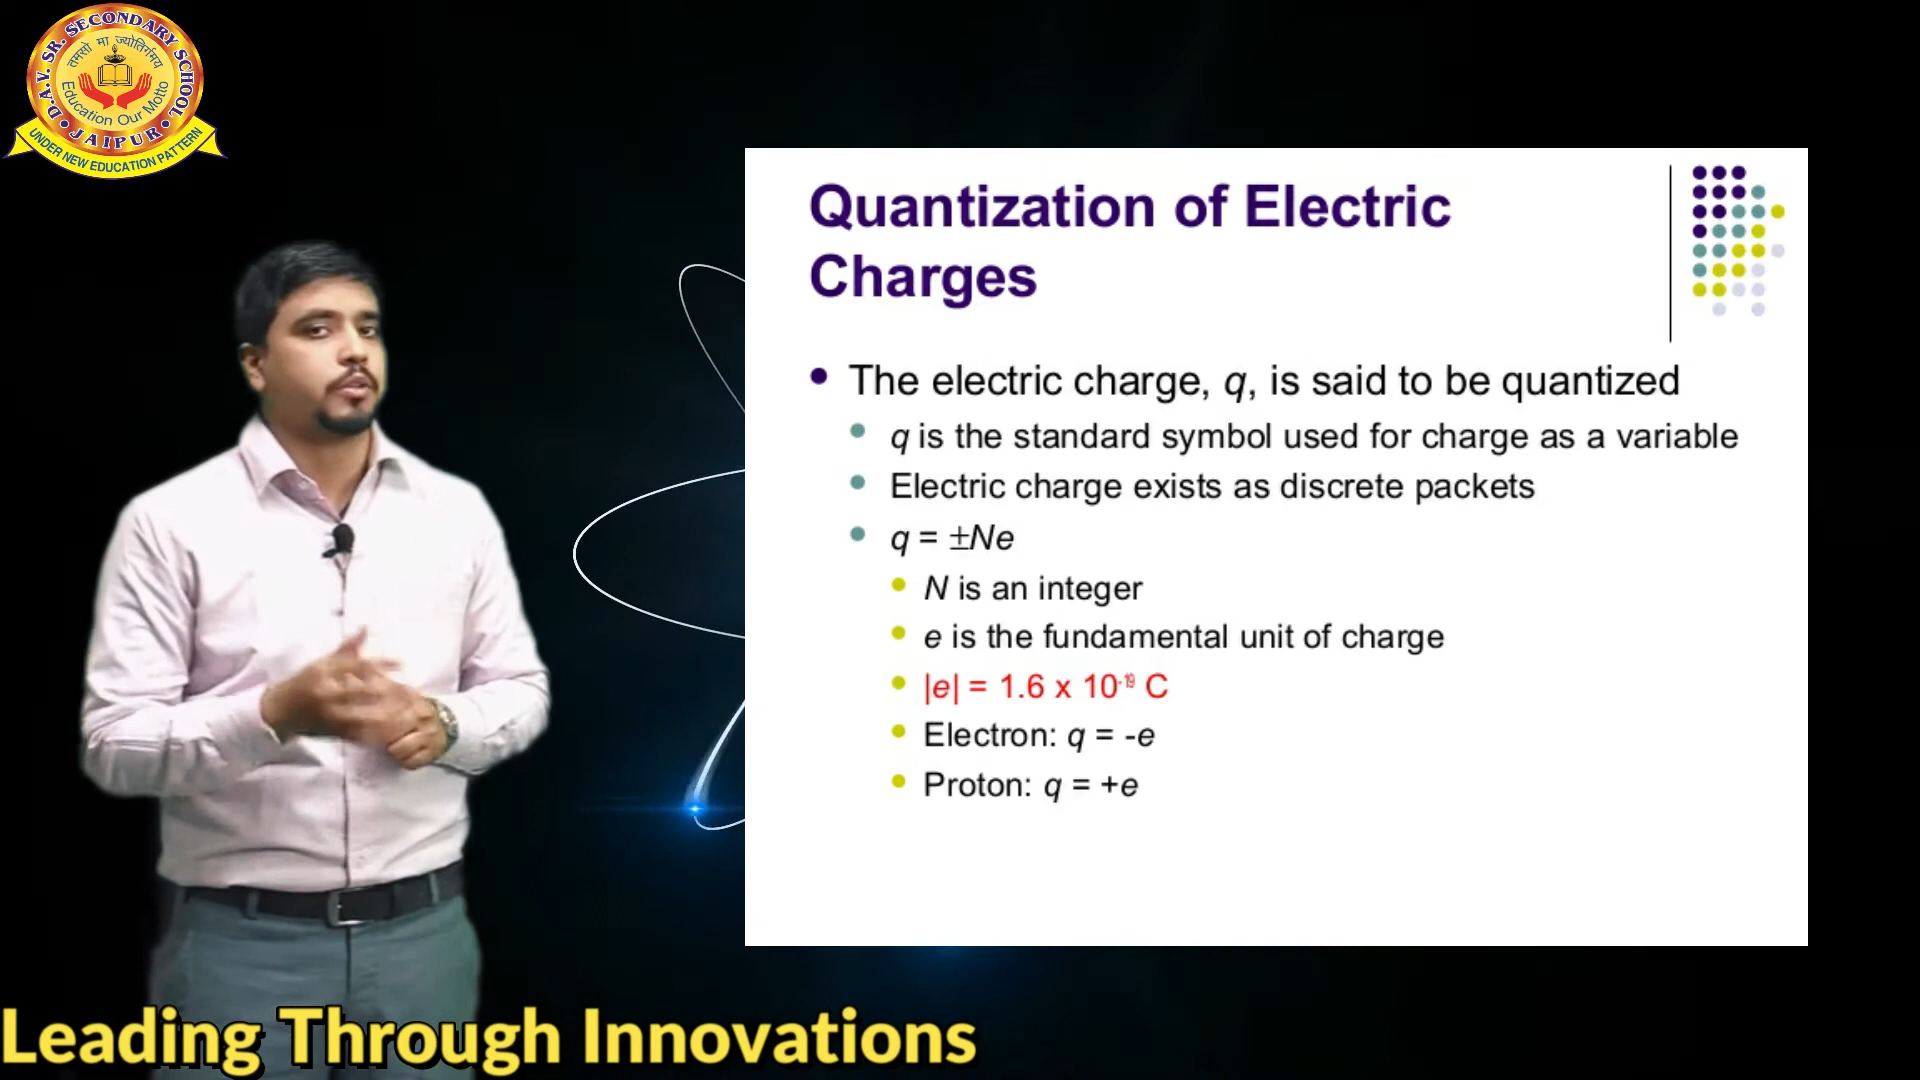 D.A.V. SR. SECONDARY SCHOOL
तमसो मा ज्योतिर्गमय
Education Our Motto
• JAIPUR •
UNDER NEW EDUCATION PATTERN
Quantization of Electric
Charges
• The electric charge, q, is said to be quantized
• q is the standard symbol used for charge as a variable
• Electric charge exists as discrete packets
• q = ±Ne
• N is an integer
• e is the fundamental unit of charge
• |e| = 1.6 x 10⁻¹⁹ C
• Electron: q = -e
• Proton: q = +e
Leading Through Innovations